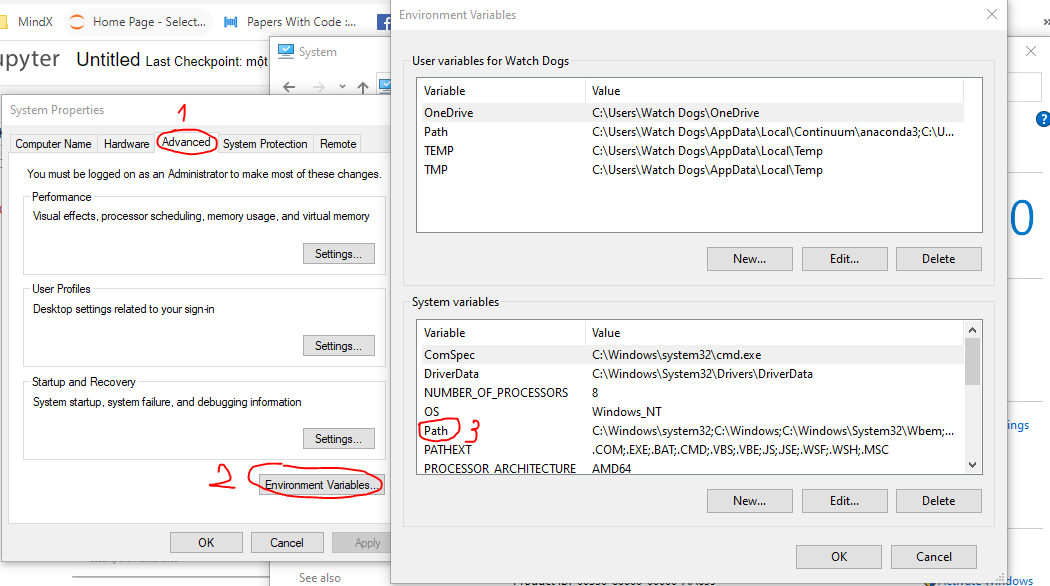 MindX
Home Page - Select...
Papers With Code :...
upyter Untitled Last Checkpoint: một
System
System Properties
1
Computer Name
Hardware
Advanced
System Protection
Remote
You must be logged on as an Administrator to make most of these changes.
Performance
Visual effects, processor scheduling, memory usage, and virtual memory
Settings...
User Profiles
Desktop settings related to your sign-in
Settings...
Startup and Recovery
System startup, system failure, and debugging information
Settings...
2
Environment Variables...
OK
Cancel
Apply
See also
Environment Variables
User variables for Watch Dogs
Variable Value
OneDrive C:\Users\Watch Dogs\OneDrive
Path C:\Users\Watch Dogs\AppData\Local\Continuum\anaconda3;C:\U...
TEMP C:\Users\Watch Dogs\AppData\Local\Temp
TMP C:\Users\Watch Dogs\AppData\Local\Temp
New...
Edit...
Delete
System variables
Variable Value
ComSpec C:\Windows\system32\cmd.exe
DriverData C:\Windows\System32\Drivers\DriverData
NUMBER_OF_PROCESSORS 8
OS Windows_NT
Path 3 C:\Windows\system32;C:\Windows;C:\Windows\System32\Wbem;...
PATHEXT .COM;.EXE;.BAT;.CMD;.VBS;.VBE;.JS;.JSE;.WSF;.WSH;.MSC
PROCESSOR_ARCHITECTURE AMD64
New...
Edit...
Delete
OK
Cancel
0
ings
Activate Windows